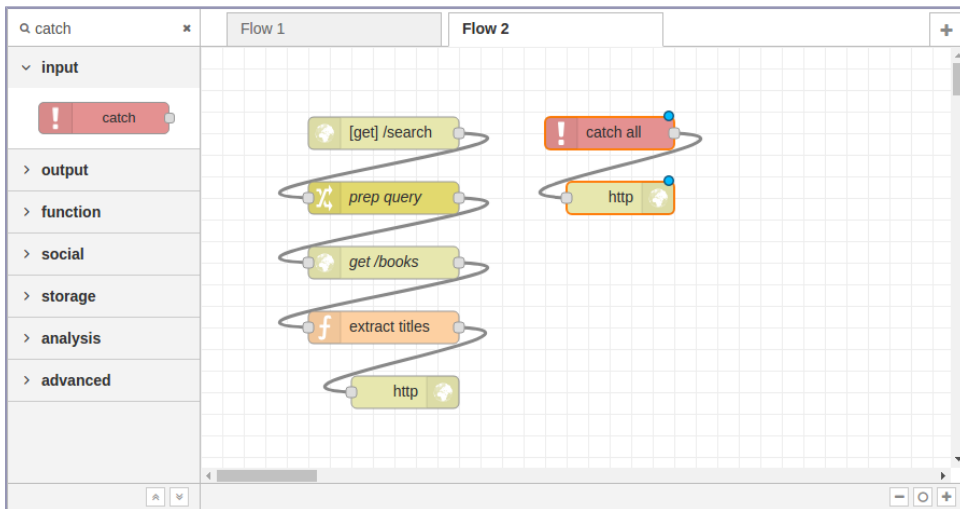 catch
Flow 1
Flow 2
input
catch
output
function
social
storage
analysis
advanced
[get] /search
prep query
get /books
extract titles
http
catch all
http